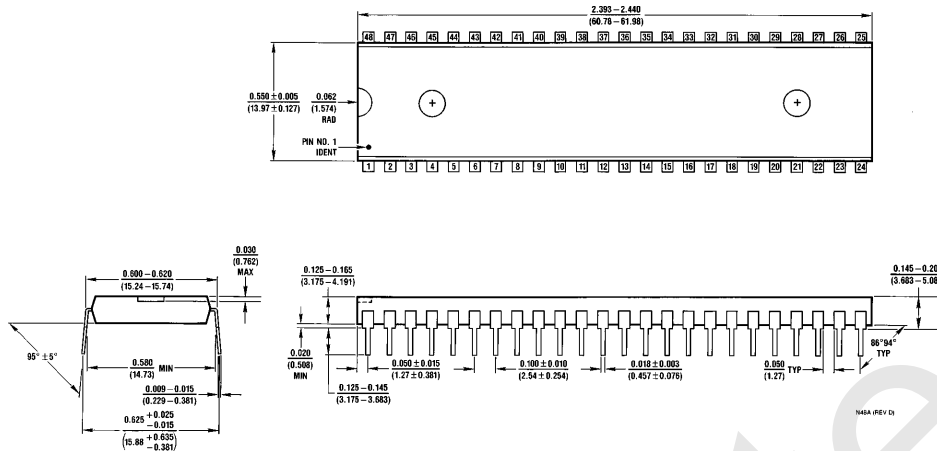 2.393 – 2.440
(60.78 – 61.98)
48 47 46 45 44 43 42 41 40 39 38 37 36 35 34 33 32 31 30 29 28 27 26 25
0.550 ± 0.005
(13.97 ± 0.127)
0.062
(1.574)
RAD
PIN NO. 1
IDENT
1 2 3 4 5 6 7 8 9 10 11 12 13 14 15 16 17 18 19 20 21 22 23 24
0.600 – 0.620
(15.24 – 15.74)
0.030
(0.762)
MAX
95° ± 5°
0.580
(14.73)
MIN
0.009 – 0.015
(0.229 – 0.381)
0.625 +0.025
−0.015
(15.88 +0.635
−0.381)
0.125 – 0.165
(3.175 – 4.191)
0.145 – 0.20
(3.683 – 5.08
0.020
(0.508)
MIN
0.050 ± 0.015
(1.27 ± 0.381)
0.100 ± 0.010
(2.54 ± 0.254)
0.018 ± 0.003
(0.457 ± 0.076)
0.050
(1.27)
TYP
86°94°
TYP
0.125 – 0.145
(3.175 – 3.683)
N48A (REV D)